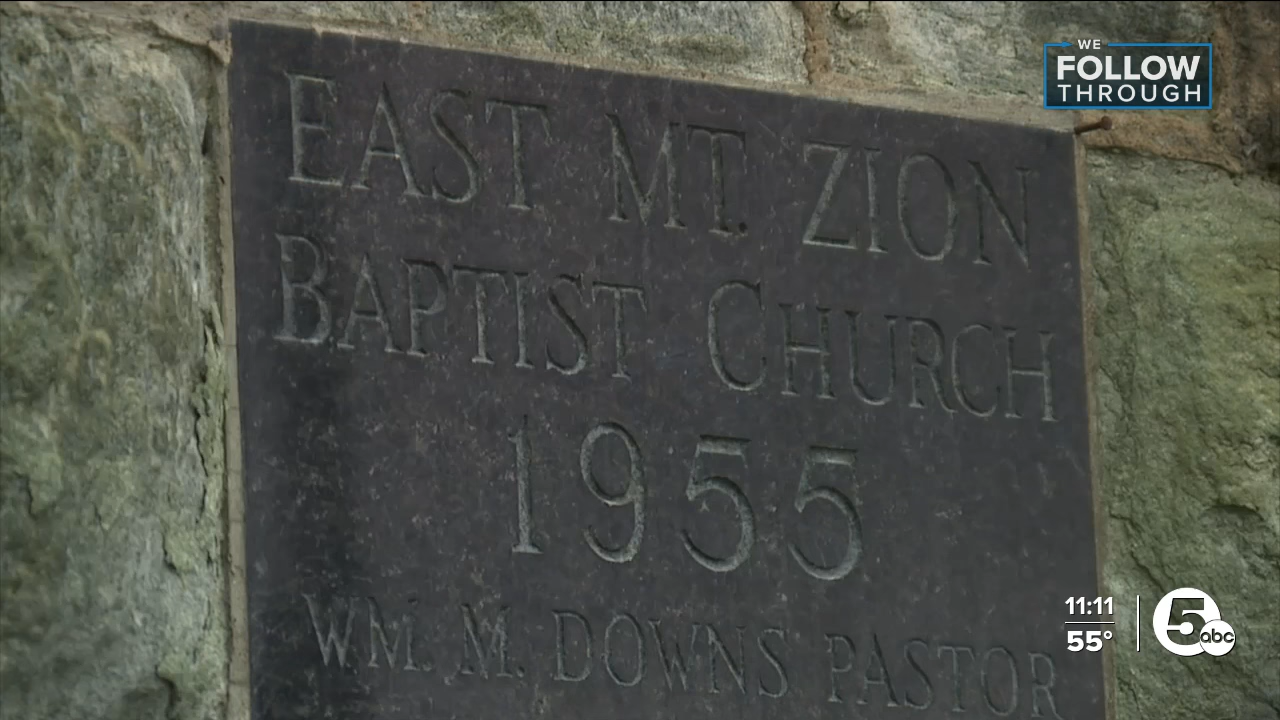 WE
FOLLOW
THROUGH
EAST MT. ZION
BAPTIST CHURCH
1955
WM. M. DOWNS PASTOR
11:11
55°
5 abc